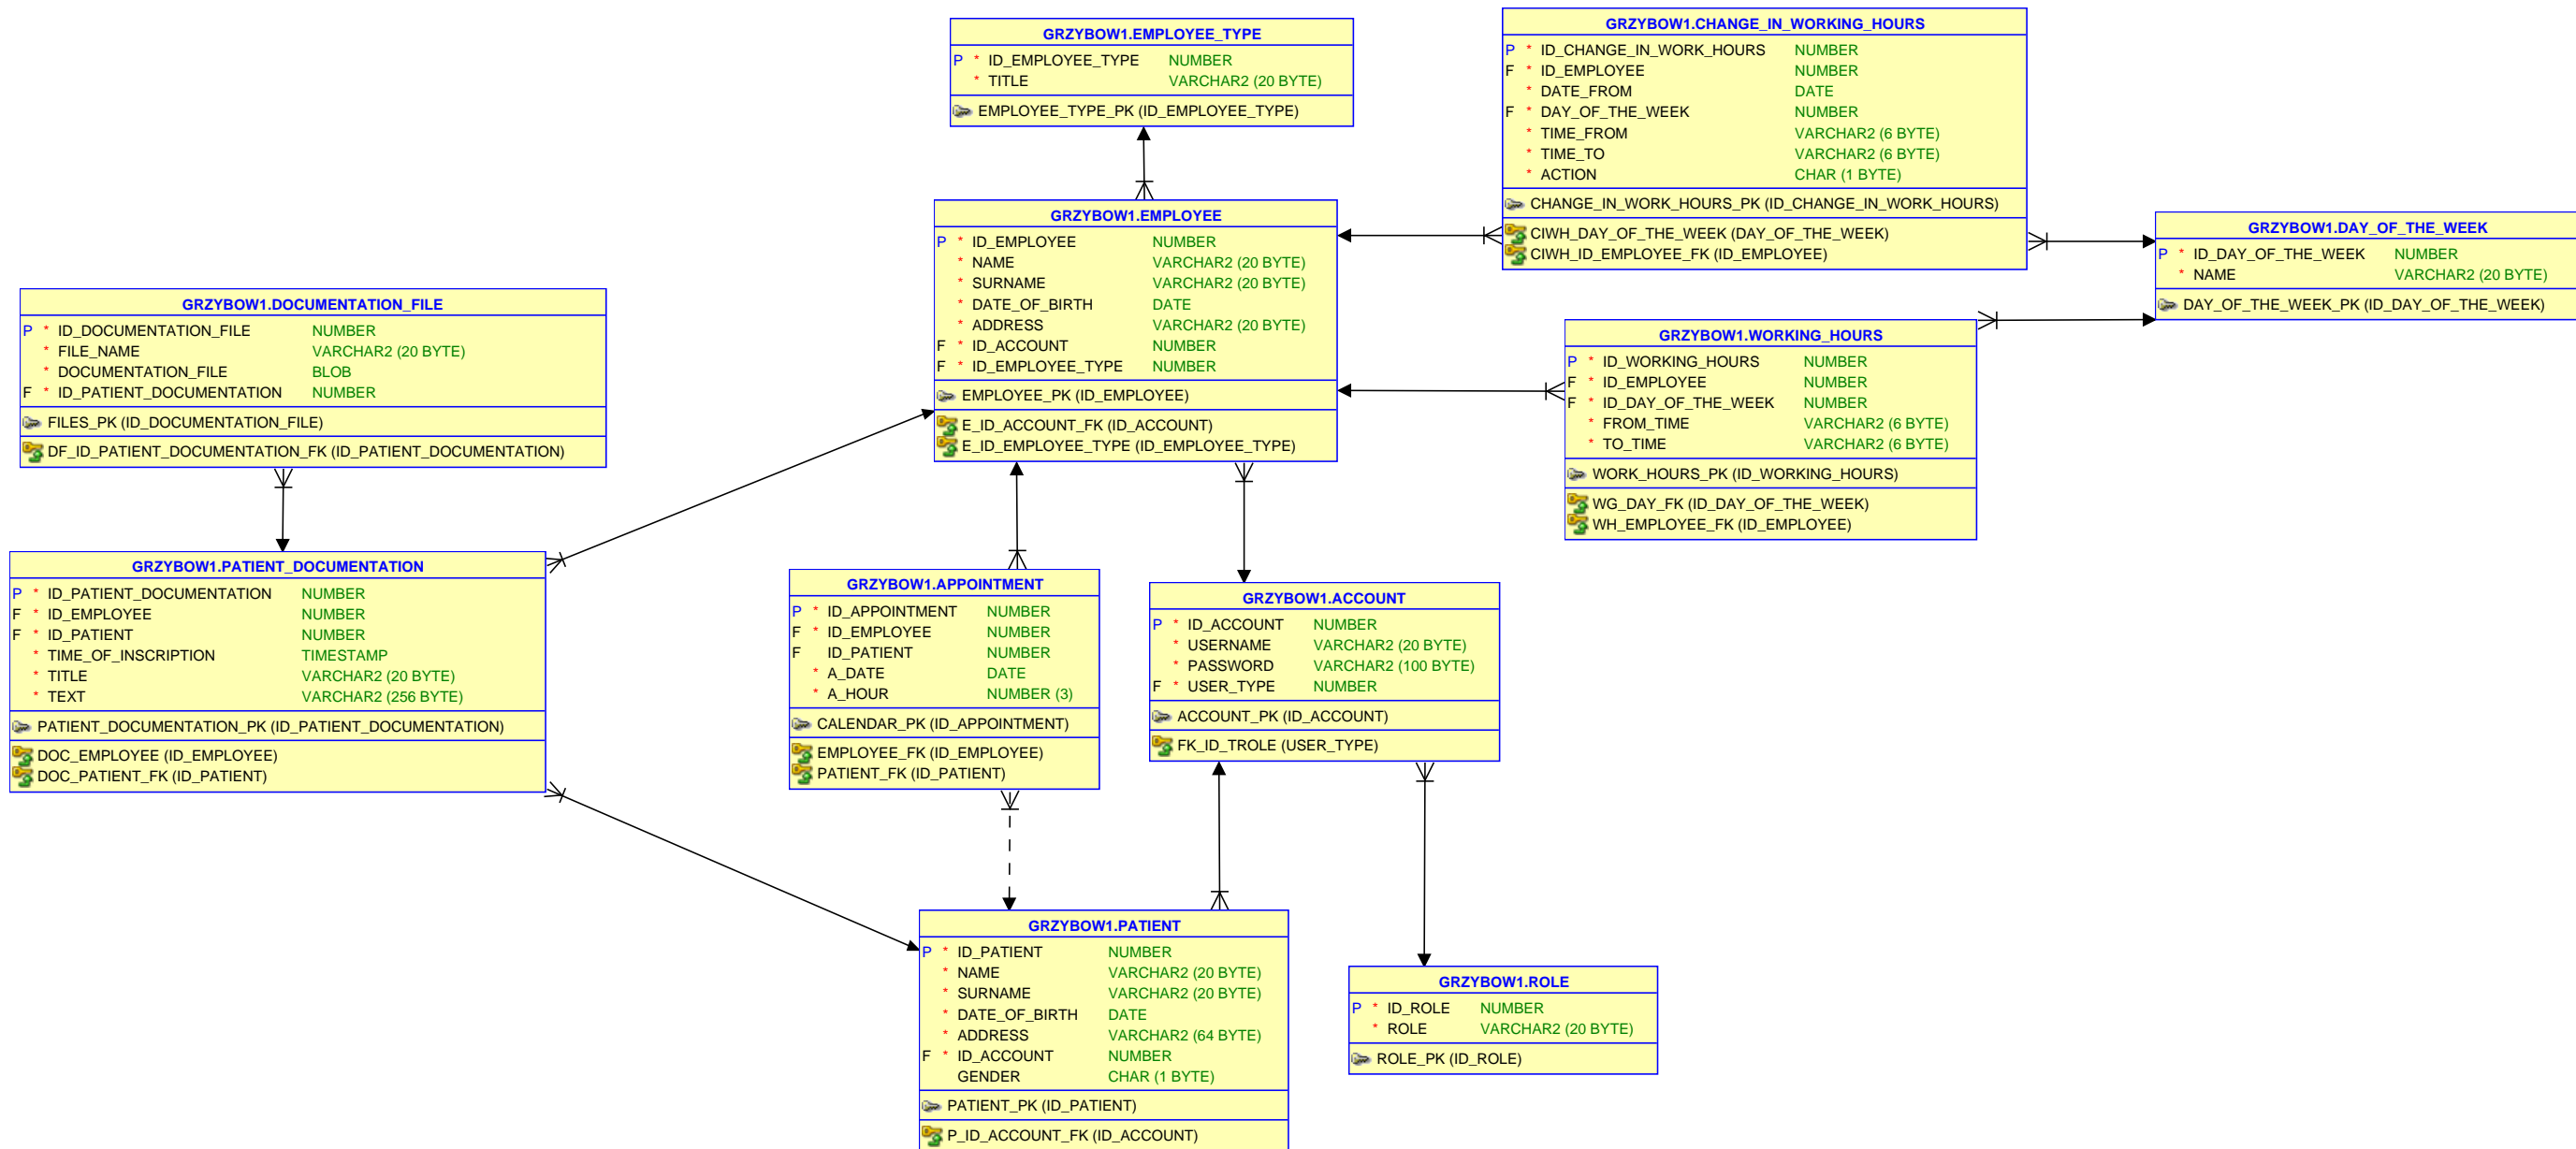 GRZYBOW1.EMPLOYEE_TYPE
P * ID_EMPLOYEE_TYPE NUMBER
* TITLE VARCHAR2 (20 BYTE)
EMPLOYEE_TYPE_PK (ID_EMPLOYEE_TYPE)
GRZYBOW1.CHANGE_IN_WORKING_HOURS
P * ID_CHANGE_IN_WORK_HOURS NUMBER
F * ID_EMPLOYEE NUMBER
* DATE_FROM DATE
F * DAY_OF_THE_WEEK NUMBER
* TIME_FROM VARCHAR2 (6 BYTE)
* TIME_TO VARCHAR2 (6 BYTE)
* ACTION CHAR (1 BYTE)
CHANGE_IN_WORK_HOURS_PK (ID_CHANGE_IN_WORK_HOURS)
CIWH_DAY_OF_THE_WEEK (DAY_OF_THE_WEEK)
CIWH_ID_EMPLOYEE_FK (ID_EMPLOYEE)
GRZYBOW1.EMPLOYEE
P * ID_EMPLOYEE NUMBER
* NAME VARCHAR2 (20 BYTE)
* SURNAME VARCHAR2 (20 BYTE)
* DATE_OF_BIRTH DATE
* ADDRESS VARCHAR2 (20 BYTE)
F * ID_ACCOUNT NUMBER
F * ID_EMPLOYEE_TYPE NUMBER
EMPLOYEE_PK (ID_EMPLOYEE)
E_ID_ACCOUNT_FK (ID_ACCOUNT)
E_ID_EMPLOYEE_TYPE (ID_EMPLOYEE_TYPE)
GRZYBOW1.DAY_OF_THE_WEEK
P * ID_DAY_OF_THE_WEEK NUMBER
* NAME VARCHAR2 (20 BYTE)
DAY_OF_THE_WEEK_PK (ID_DAY_OF_THE_WEEK)
GRZYBOW1.DOCUMENTATION_FILE
P * ID_DOCUMENTATION_FILE NUMBER
* FILE_NAME VARCHAR2 (20 BYTE)
* DOCUMENTATION_FILE BLOB
F * ID_PATIENT_DOCUMENTATION NUMBER
FILES_PK (ID_DOCUMENTATION_FILE)
DF_ID_PATIENT_DOCUMENTATION_FK (ID_PATIENT_DOCUMENTATION)
GRZYBOW1.WORKING_HOURS
P * ID_WORKING_HOURS NUMBER
F * ID_EMPLOYEE NUMBER
F * ID_DAY_OF_THE_WEEK NUMBER
* FROM_TIME VARCHAR2 (6 BYTE)
* TO_TIME VARCHAR2 (6 BYTE)
WORK_HOURS_PK (ID_WORKING_HOURS)
WG_DAY_FK (ID_DAY_OF_THE_WEEK)
WH_EMPLOYEE_FK (ID_EMPLOYEE)
GRZYBOW1.PATIENT_DOCUMENTATION
P * ID_PATIENT_DOCUMENTATION NUMBER
F * ID_EMPLOYEE NUMBER
F * ID_PATIENT NUMBER
* TIME_OF_INSCRIPTION TIMESTAMP
* TITLE VARCHAR2 (20 BYTE)
* TEXT VARCHAR2 (256 BYTE)
PATIENT_DOCUMENTATION_PK (ID_PATIENT_DOCUMENTATION)
DOC_EMPLOYEE (ID_EMPLOYEE)
DOC_PATIENT_FK (ID_PATIENT)
GRZYBOW1.APPOINTMENT
P * ID_APPOINTMENT NUMBER
F * ID_EMPLOYEE NUMBER
F ID_PATIENT NUMBER
* A_DATE DATE
* A_HOUR NUMBER (3)
CALENDAR_PK (ID_APPOINTMENT)
EMPLOYEE_FK (ID_EMPLOYEE)
PATIENT_FK (ID_PATIENT)
GRZYBOW1.ACCOUNT
P * ID_ACCOUNT NUMBER
* USERNAME VARCHAR2 (20 BYTE)
* PASSWORD VARCHAR2 (100 BYTE)
F * USER_TYPE NUMBER
ACCOUNT_PK (ID_ACCOUNT)
FK_ID_TROLE (USER_TYPE)
GRZYBOW1.PATIENT
P * ID_PATIENT NUMBER
* NAME VARCHAR2 (20 BYTE)
* SURNAME VARCHAR2 (20 BYTE)
* DATE_OF_BIRTH DATE
* ADDRESS VARCHAR2 (64 BYTE)
F * ID_ACCOUNT NUMBER
GENDER CHAR (1 BYTE)
PATIENT_PK (ID_PATIENT)
P_ID_ACCOUNT_FK (ID_ACCOUNT)
GRZYBOW1.ROLE
P * ID_ROLE NUMBER
* ROLE VARCHAR2 (20 BYTE)
ROLE_PK (ID_ROLE)